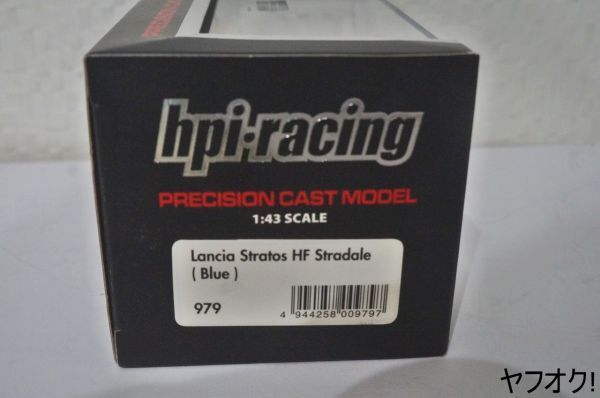 hpi·racing
PRECISION CAST MODEL
1:43 SCALE
Lancia Stratos HF Stradale
( Blue )
979
4 944258 009797
ヤフオク!